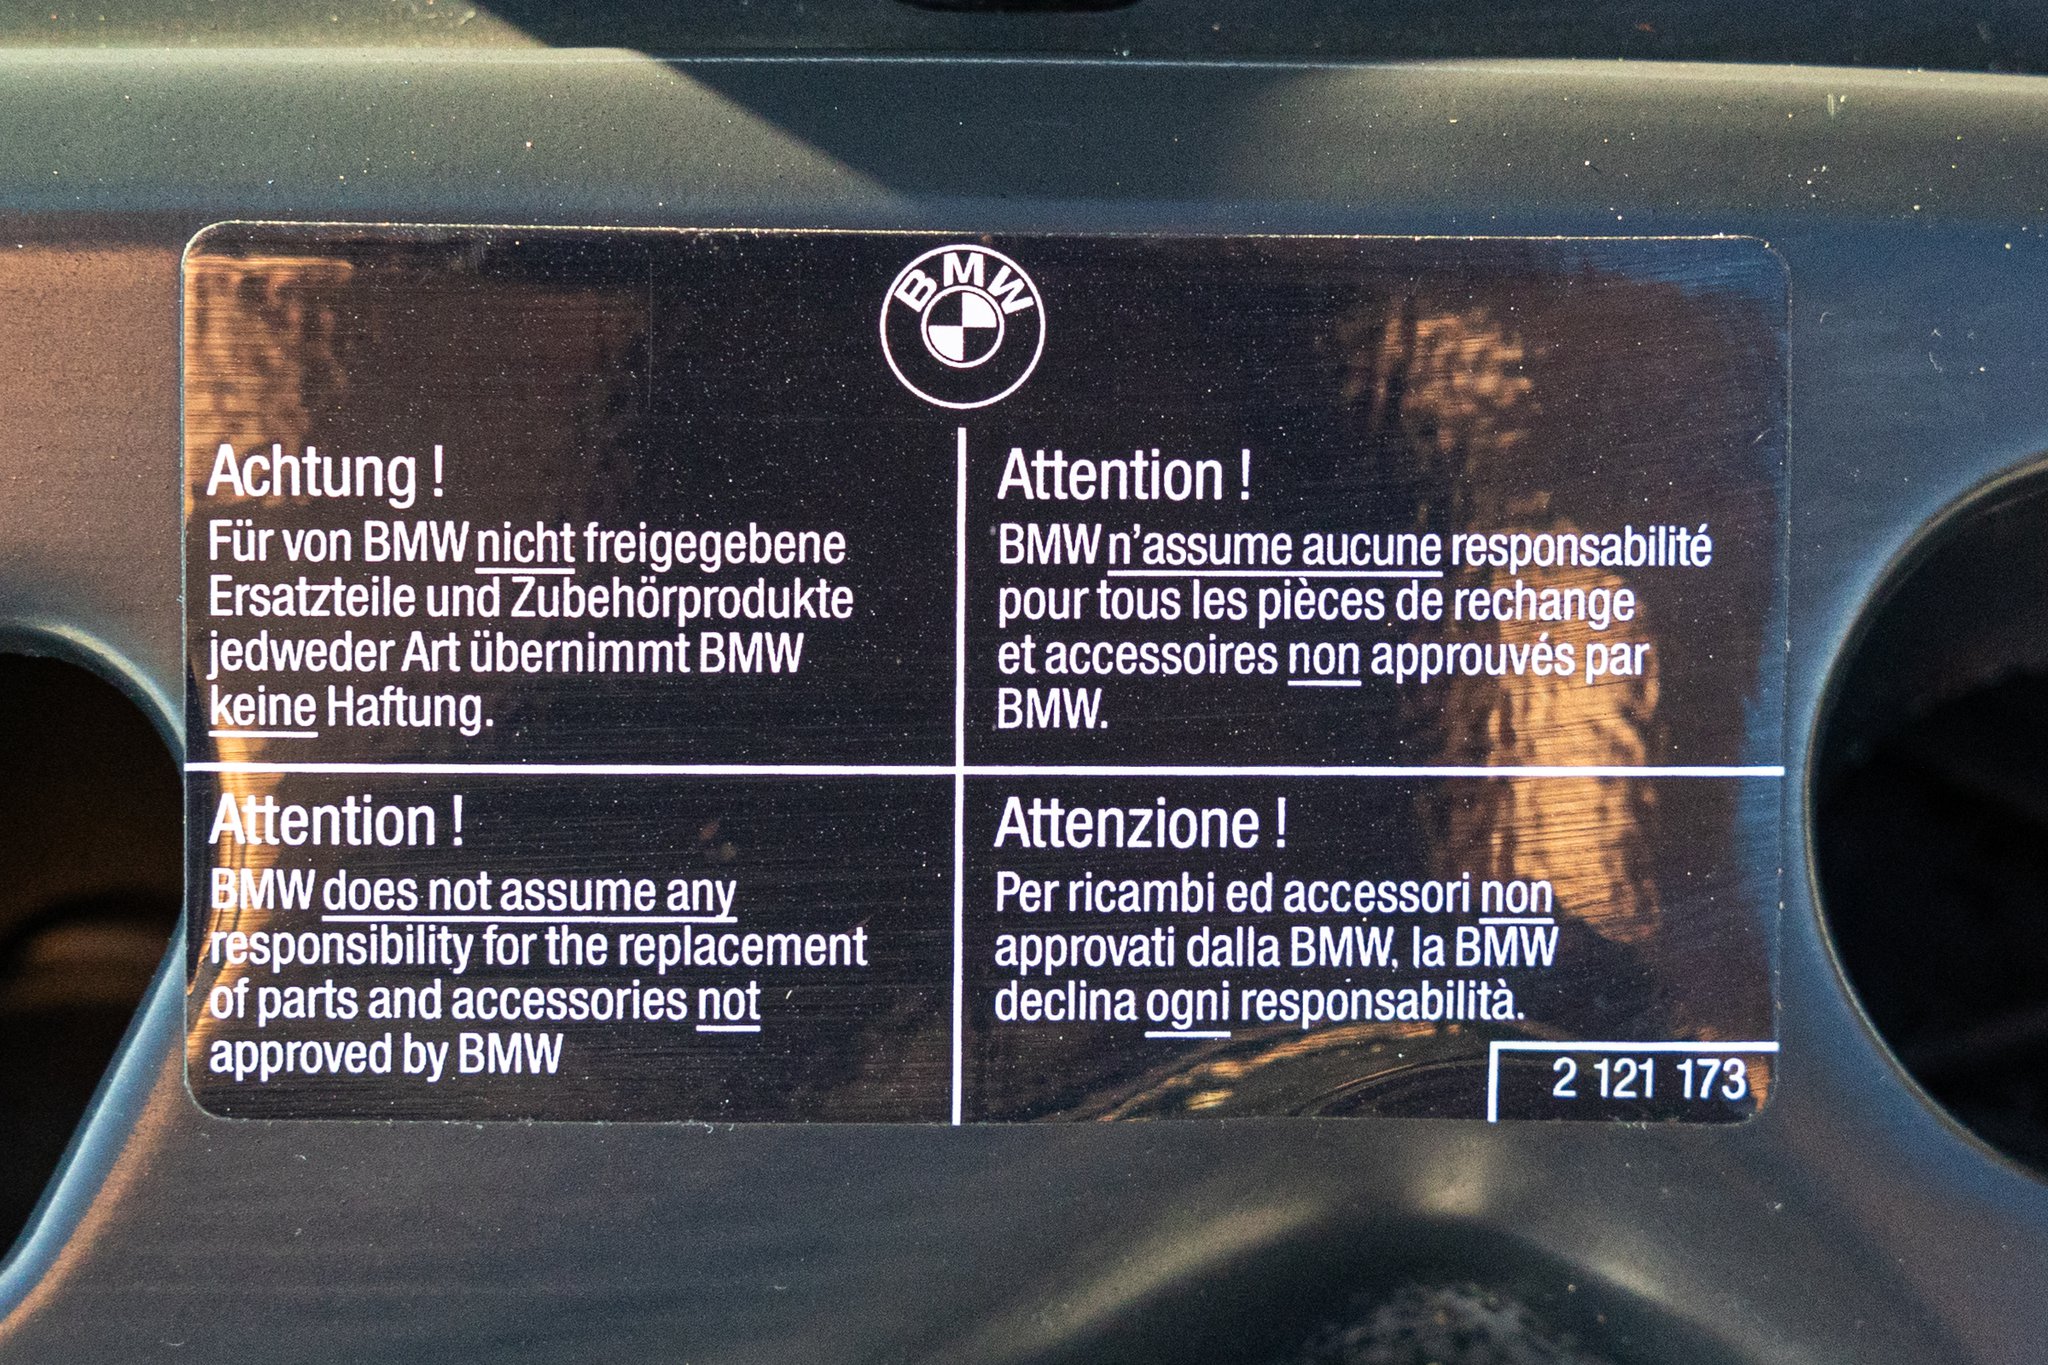 BMW
Achtung !
Für von BMW nicht freigegebene
Ersatzteile und Zubehörprodukte
jedweder Art übernimmt BMW
keine Haftung.
Attention !
BMW n'assume aucune responsabilité
pour tous les pièces de rechange
et accessoires non approuvés par
BMW.
Attention !
BMW does not assume any
responsibility for the replacement
of parts and accessories not
approved by BMW
Attenzione !
Per ricambi ed accessori non
approvati dalla BMW, la BMW
declina ogni responsabilità.
2 121 173